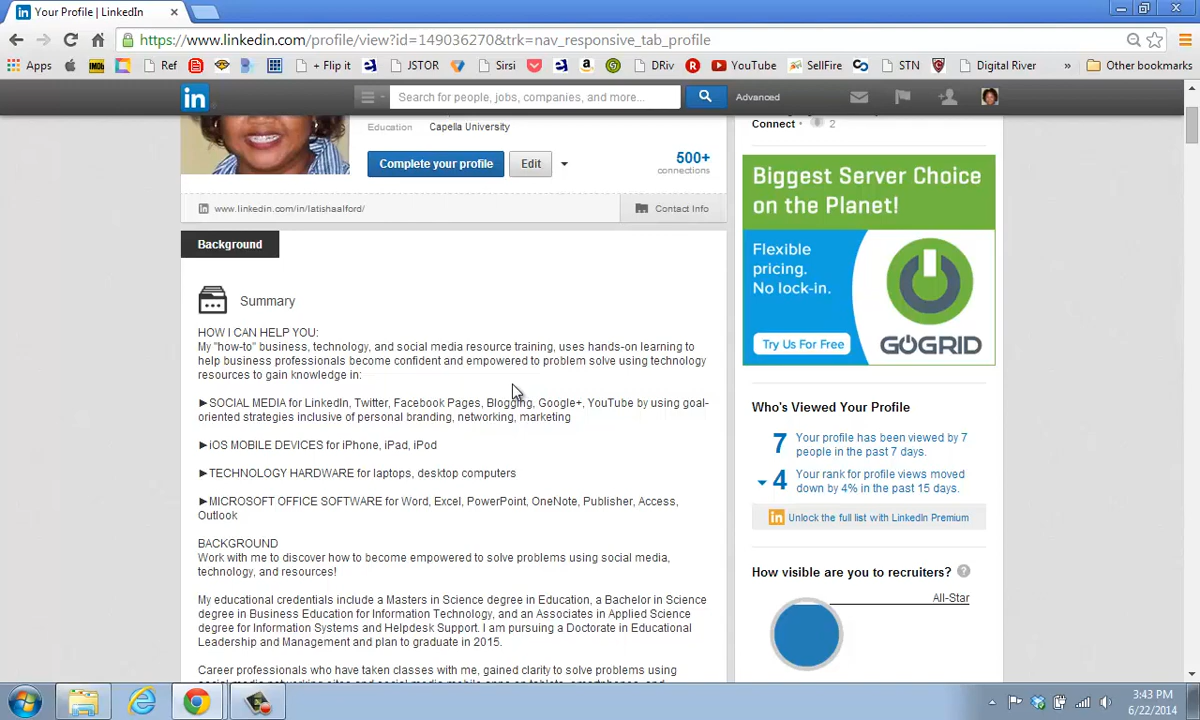 Your Profile | LinkedIn
https://www.linkedin.com/profile/view?id=149036270&trk=nav_responsive_tab_profile
Apps
IMDb
Ref
+ Flip it
JSTOR
Sirsi
DRiv
YouTube
SellFire
STN
Digital River
»
Other bookmarks
in
Search for people, jobs, companies, and more...
Advanced
Education Capella University
Connect • 2
Complete your profile
Edit
500+
connections
www.linkedin.com/in/latishaalford/
Contact Info
Background
Summary
HOW I CAN HELP YOU:
My "how-to" business, technology, and social media resource training, uses hands-on learning to
help business professionals become confident and empowered to problem solve using technology
resources to gain knowledge in:
►SOCIAL MEDIA for LinkedIn, Twitter, Facebook Pages, Blogging, Google+, YouTube by using goal-
oriented strategies inclusive of personal branding, networking, marketing
►iOS MOBILE DEVICES for iPhone, iPad, iPod
►TECHNOLOGY HARDWARE for laptops, desktop computers
►MICROSOFT OFFICE SOFTWARE for Word, Excel, PowerPoint, OneNote, Publisher, Access,
Outlook
BACKGROUND
Work with me to discover how to become empowered to solve problems using social media,
technology, and resources!
My educational credentials include a Masters in Science degree in Education, a Bachelor in Science
degree in Business Education for Information Technology, and an Associates in Applied Science
degree for Information Systems and Helpdesk Support. I am pursuing a Doctorate in Educational
Leadership and Management and plan to graduate in 2015.
Career professionals who have taken classes with me, gained clarity to solve problems using
Biggest Server Choice
on the Planet!
Flexible
pricing.
No lock-in.
Try Us For Free
GOGRID
Who's Viewed Your Profile
7 Your profile has been viewed by 7
people in the past 7 days.
4 Your rank for profile views moved
down by 4% in the past 15 days.
in Unlock the full list with LinkedIn Premium
How visible are you to recruiters? ?
All-Star
3:43 PM
6/22/2014